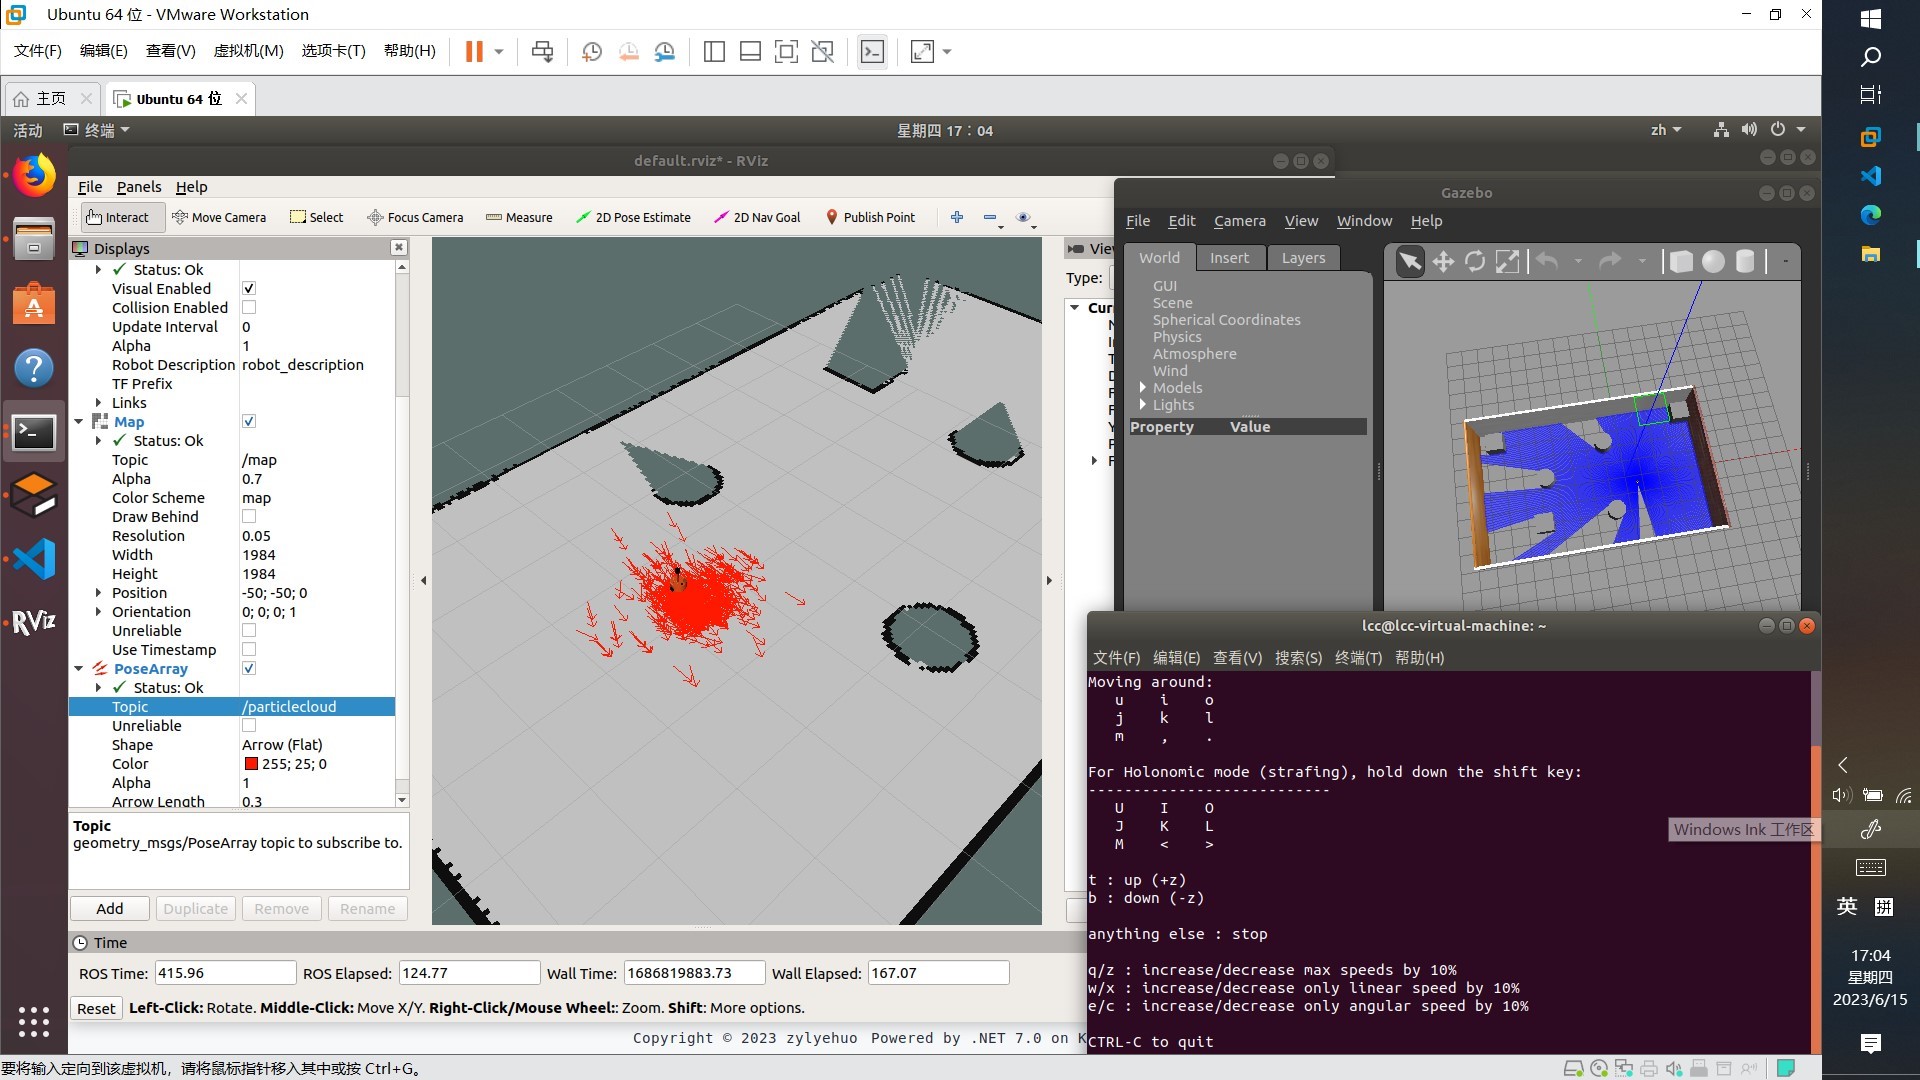 Ubuntu 64 位 - VMware Workstation
文件(F) 编辑(E) 查看(V) 虚拟机(M) 选项卡(T) 帮助(H)
主页 Ubuntu 64 位
活动 终端 星期四 17：04 zh
default.rviz* - RViz
File Panels Help
Interact Move Camera Select Focus Camera Measure 2D Pose Estimate 2D Nav Goal Publish Point
Displays
Status: Ok
Visual Enabled
Collision Enabled
Update Interval 0
Alpha 1
Robot Description robot_description
TF Prefix
Links
Map
Status: Ok
Topic /map
Alpha 0.7
Color Scheme map
Draw Behind
Resolution 0.05
Width 1984
Height 1984
Position -50; -50; 0
Orientation 0; 0; 0; 1
Unreliable
Use Timestamp
PoseArray
Status: Ok
Topic /particlecloud
Unreliable
Shape Arrow (Flat)
Color 255; 25; 0
Alpha 1
Arrow Length 0.3
Topic
geometry_msgs/PoseArray topic to subscribe to.
Add Duplicate Remove Rename
Type:
Time
ROS Time: 415.96 ROS Elapsed: 124.77 Wall Time: 1686819883.73 Wall Elapsed: 167.07
Reset Left-Click: Rotate. Middle-Click: Move X/Y. Right-Click/Mouse Wheel:: Zoom. Shift: More options.
Copyright © 2023 zylyehuo Powered by .NET 7.0 on K
Gazebo
File Edit Camera View Window Help
World Insert Layers
GUI
Scene
Spherical Coordinates
Physics
Atmosphere
Wind
Models
Lights
Property Value
lcc@lcc-virtual-machine: ~
文件(F) 编辑(E) 查看(V) 搜索(S) 终端(T) 帮助(H)
Moving around:
u i o
j k l
m , .
For Holonomic mode (strafing), hold down the shift key:
---------------------------
U I O
J K L
M < >
t : up (+z)
b : down (-z)
anything else : stop
q/z : increase/decrease max speeds by 10%
w/x : increase/decrease only linear speed by 10%
e/c : increase/decrease only angular speed by 10%
CTRL-C to quit
Windows Ink 工作区
RViz
英 拼
17:04
星期四
2023/6/15
要将输入定向到该虚拟机，请将鼠标指针移入其中或按 Ctrl+G。